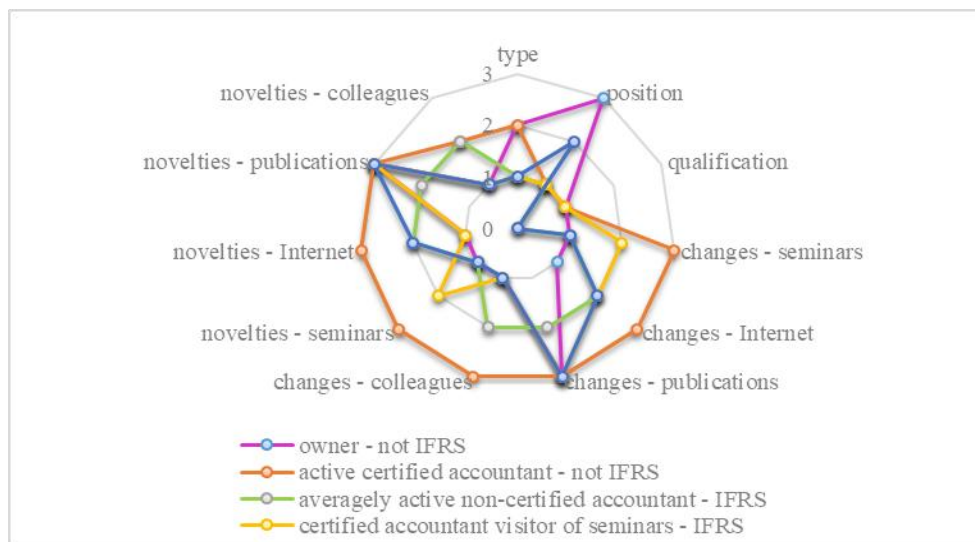 type
3
novelties - colleagues
position
2
novelties - publications
qualification
1
0
novelties - Internet
changes - seminars
novelties - seminars
changes - Internet
changes - colleagues
changes - publications
owner - not IFRS
active certified accountant - not IFRS
averagely active non-certified accountant - IFRS
certified accountant visitor of seminars - IFRS